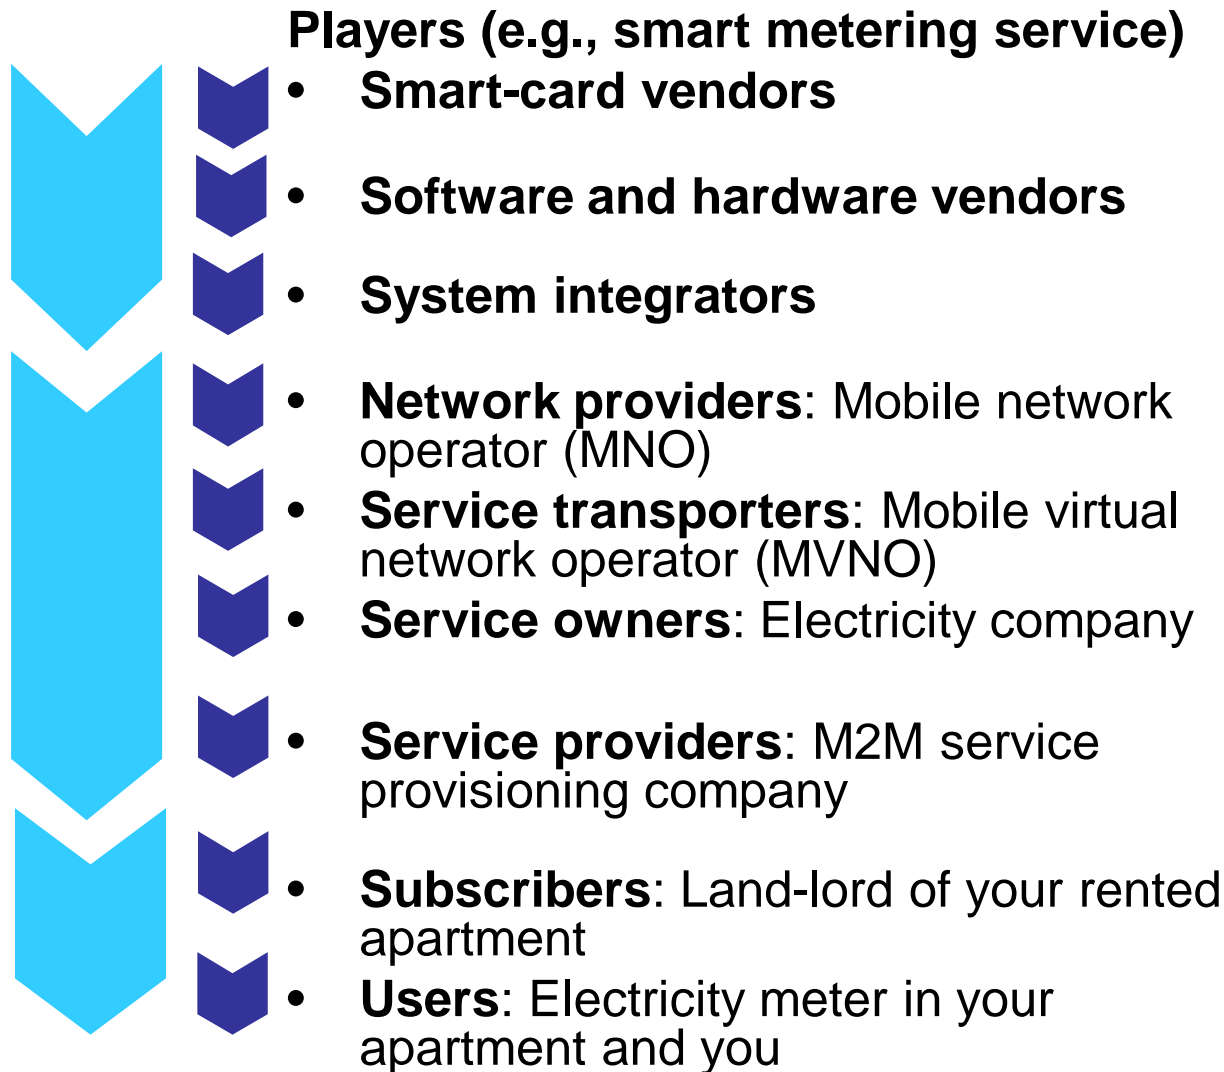 Players (e.g., smart metering service)
• Smart-card vendors
• Software and hardware vendors
• System integrators
• Network providers: Mobile network
operator (MNO)
• Service transporters: Mobile virtual
network operator (MVNO)
• Service owners: Electricity company
• Service providers: M2M service
provisioning company
• Subscribers: Land-lord of your rented
apartment
• Users: Electricity meter in your
apartment and you